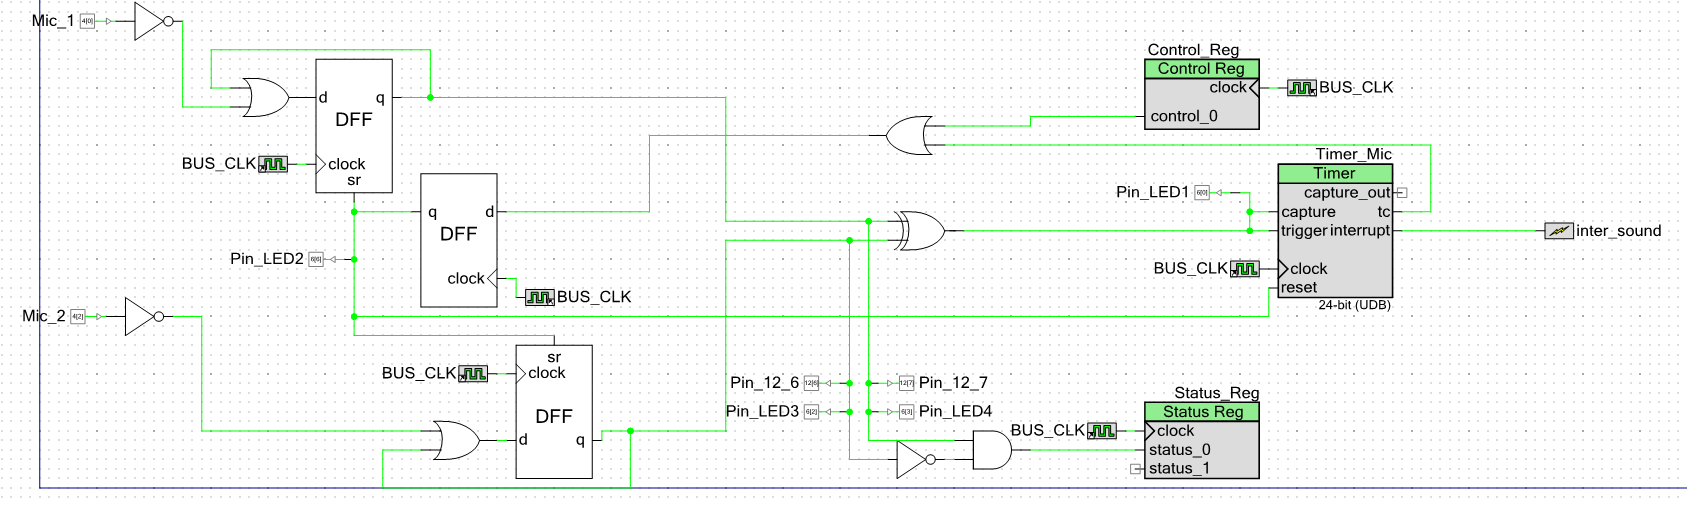 Mic_1
4[0]
Control_Reg
Control Reg
clock
BUS_CLK
control_0
d
q
DFF
BUS_CLK
clock
sr
Timer_Mic
Timer
capture_out
Pin_LED1
6[0]
capture
tc
trigger
interrupt
inter_sound
BUS_CLK
clock
reset
24-bit (UDB)
q
d
DFF
clock
BUS_CLK
Pin_LED2
6[6]
Mic_2
4[2]
sr
BUS_CLK
clock
DFF
d
q
Pin_12_6
12[6]
12[7]
Pin_12_7
Pin_LED3
6[2]
6[3]
Pin_LED4
Status_Reg
Status Reg
BUS_CLK
clock
status_0
status_1